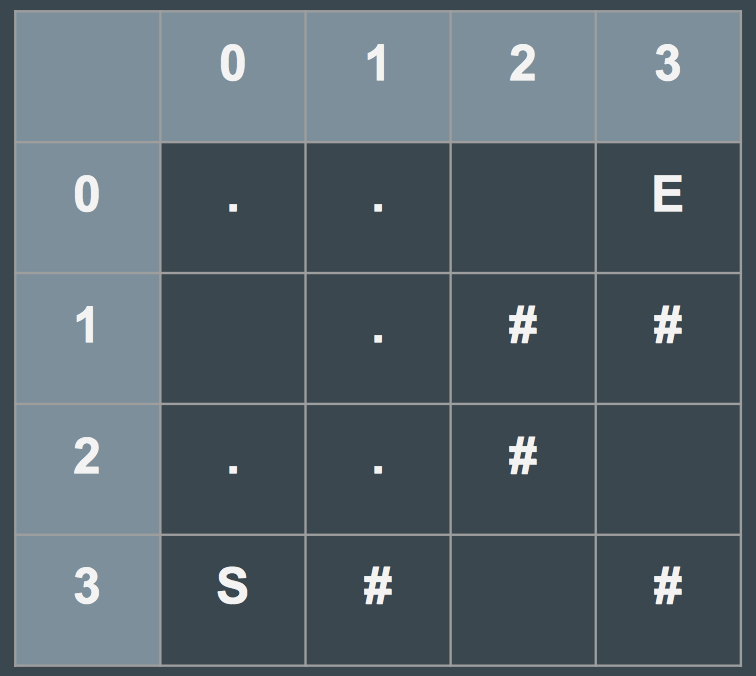 0 1 2 3
0 . . E
1 . # #
2 . . #
3 S # #